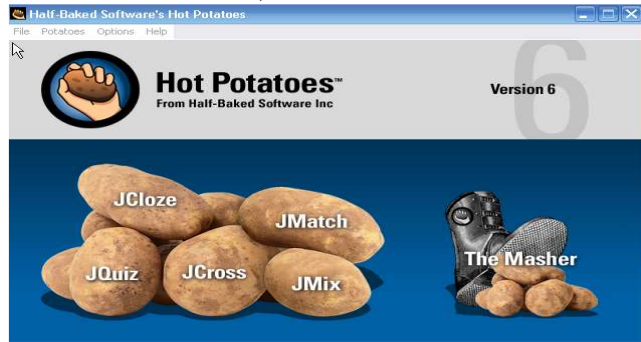 Half-Baked Software's Hot Potatoes
File Potatoes Options Help
Hot Potatoes™
From Half-Baked Software Inc
Version 6
6
JCloze
JMatch
JQuiz
JCross
JMix
The Masher